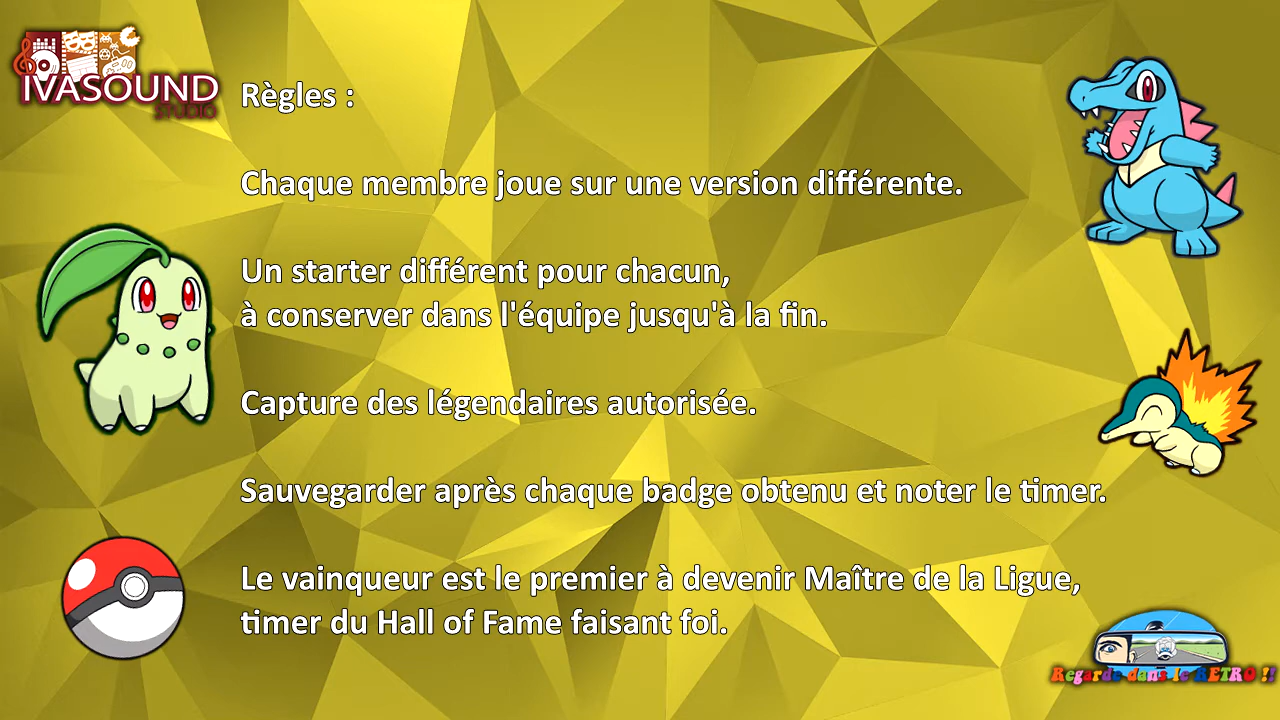 IVASOUND
STUDIO
Règles :
Chaque membre joue sur une version différente.
Un starter différent pour chacun,
à conserver dans l'équipe jusqu'à la fin.
Capture des légendaires autorisée.
Sauvegarder après chaque badge obtenu et noter le timer.
Le vainqueur est le premier à devenir Maître de la Ligue,
timer du Hall of Fame faisant foi.
Regarde dans le RETRO !!